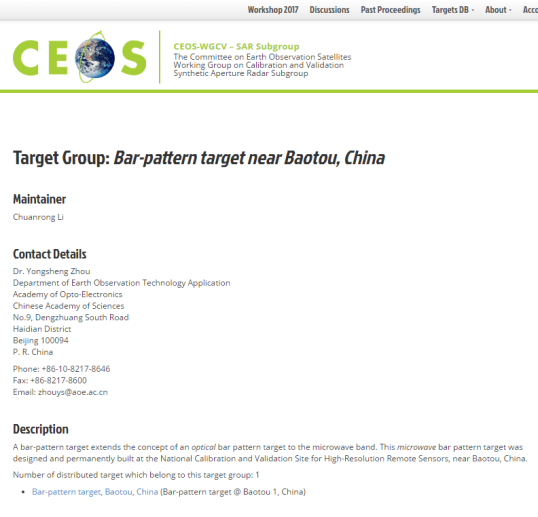 Workshop 2017 Discussions Past Proceedings Targets DB About
CEOS
CEOS-WGCV – SAR Subgroup
The Committee on Earth Observation Satellites
Working Group on Calibration and Validation
Synthetic Aperture Radar Subgroup
Target Group: Bar-pattern target near Baotou, China
Maintainer
Chuanrong Li
Contact Details
Dr. Yongsheng Zhou
Department of Earth Observation Technology Application
Academy of Opto-Electronics
Chinese Academy of Sciences
No.9, Dengzhuang South Road
Haidian District
Beijing 100094
P. R. China
Phone: +86-10-8217-8646
Fax: +86-8217-8600
Email: zhouys@aoe.ac.cn
Description
A bar-pattern target extends the concept of an optical bar pattern target to the microwave band. This microwave bar pattern target was
designed and permanently built at the National Calibration and Validation Site for High-Resolution Remote Sensors, near Baotou, China.
Number of distributed target which belong to this target group: 1
• Bar-pattern target, Baotou, China (Bar-pattern target @ Baotou 1, China)